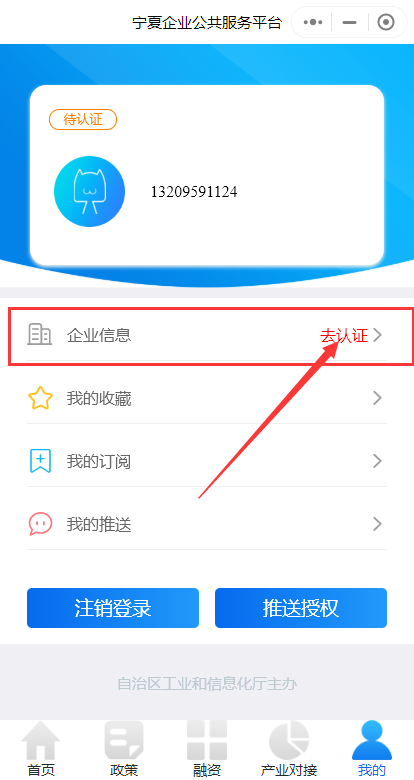 宁夏企业公共服务平台
待认证
13209591124
企业信息 去认证
我的收藏
我的订阅
我的推送
注销登录 推送授权
自治区工业和信息化厅主办
首页 政策 融资 产业对接 我的